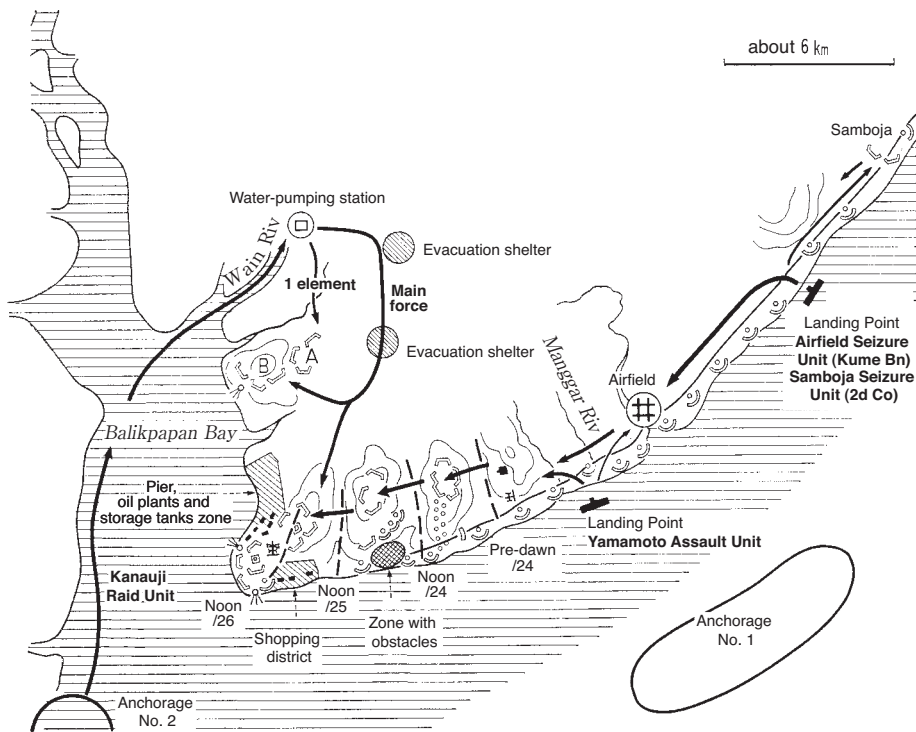 about 6 km
Samboja
Water-pumping station
Wain Riv
Evacuation shelter
1 element
Main
force
Landing Point
Airfield Seizure
Unit (Kume Bn)
Samboja Seizure
Unit (2d Co)
B
A
Evacuation shelter
Manggar Riv
Airfield
Balikpapan Bay
Pier,
oil plants and
storage tanks zone
Landing Point
Yamamoto Assault Unit
Pre-dawn
/24
Kanauji
Raid Unit
Noon
/26
Noon
/25
Noon
/24
Shopping
district
Zone with
obstacles
Anchorage
No. 1
Anchorage
No. 2